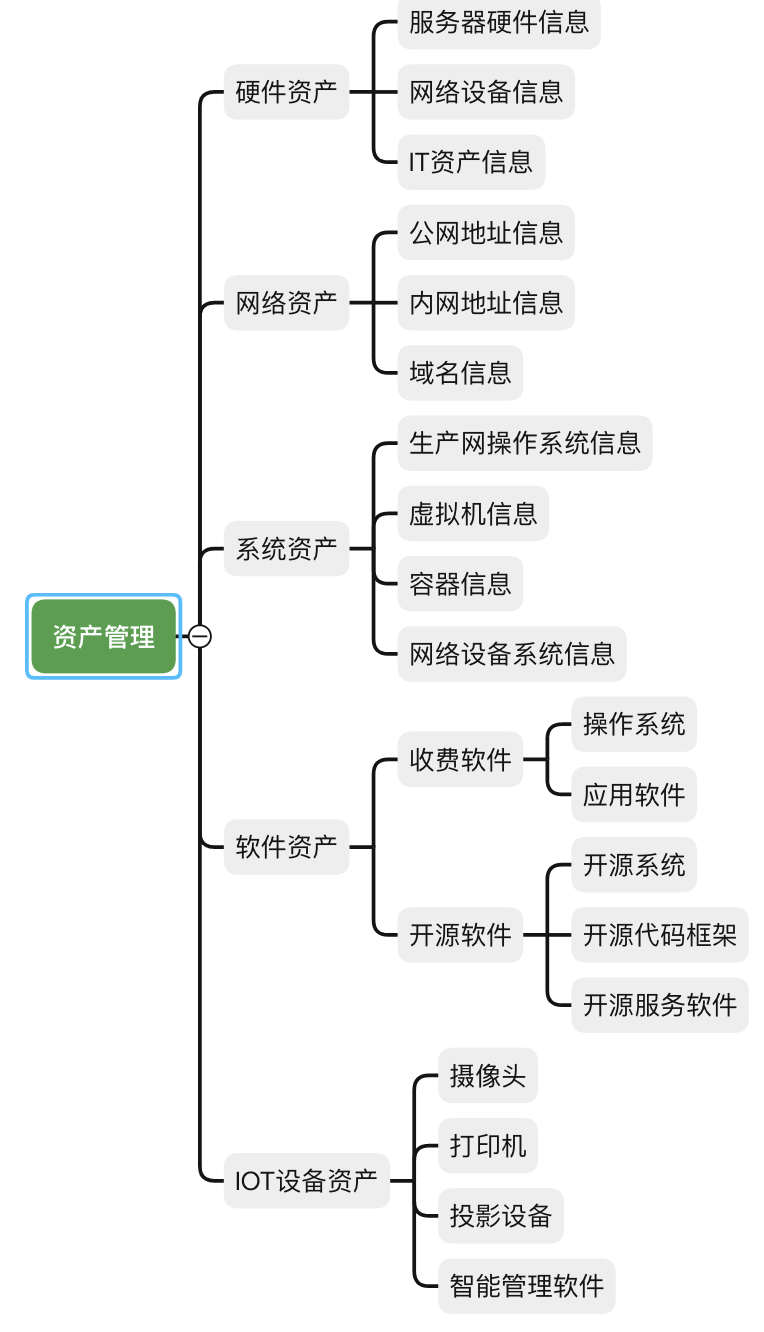 服务器硬件信息
硬件资产
网络设备信息
IT资产信息
公网地址信息
网络资产
内网地址信息
域名信息
生产网操作系统信息
虚拟机信息
系统资产
容器信息
资产管理
网络设备系统信息
操作系统
收费软件
应用软件
软件资产
开源系统
开源软件
开源代码框架
开源服务软件
摄像头
打印机
IOT设备资产
投影设备
智能管理软件